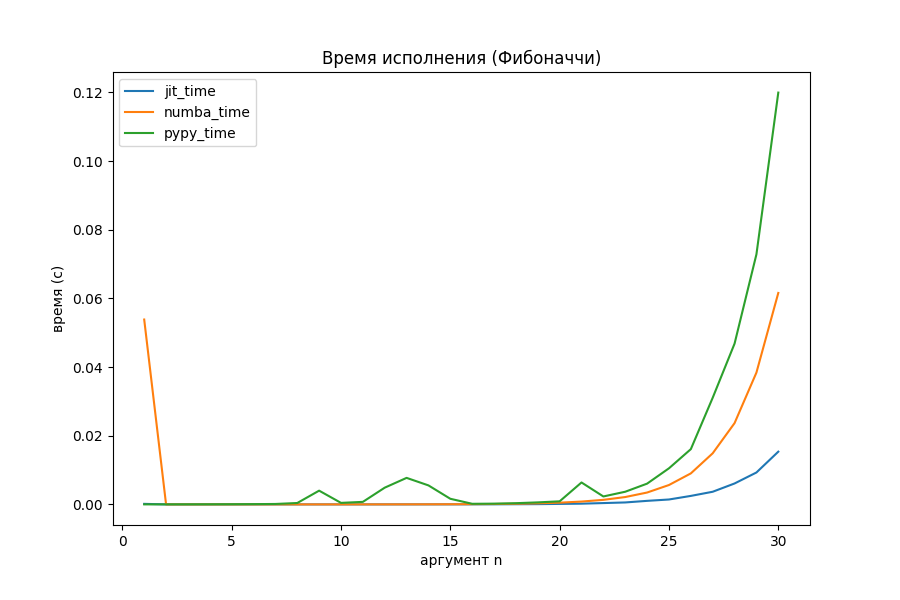 Время исполнения (Фибоначчи)
jit_time
numba_time
pypy_time
0.12
0.10
0.08
0.06
0.04
0.02
0.00
время (с)
0 5 10 15 20 25 30
аргумент n